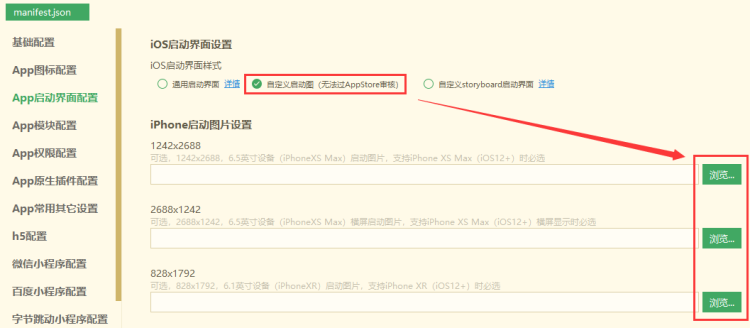 manifest.json
基础配置
App图标配置
App启动界面配置
App模块配置
App权限配置
App原生插件配置
App常用其它设置
h5配置
微信小程序配置
百度小程序配置
字节跳动小程序配置
iOS启动界面设置
iOS启动界面样式
通用启动界面 详情 自定义启动图（无法过AppStore审核） 自定义storyboard启动界面 详情
iPhone启动图片设置
1242x2688
可选，1242x2688，6.5英寸设备（iPhoneXS Max）启动图片，支持iPhone XS Max（iOS12+）时必选
浏览...
2688x1242
可选，2688x1242，6.5英寸设备（iPhoneXS Max）横屏启动图片，支持iPhone XS Max（iOS12+）横屏显示时必选
浏览...
828x1792
可选，828x1792，6.1英寸设备（iPhoneXR）启动图片，支持iPhone XR（iOS12+）时必选
浏览...